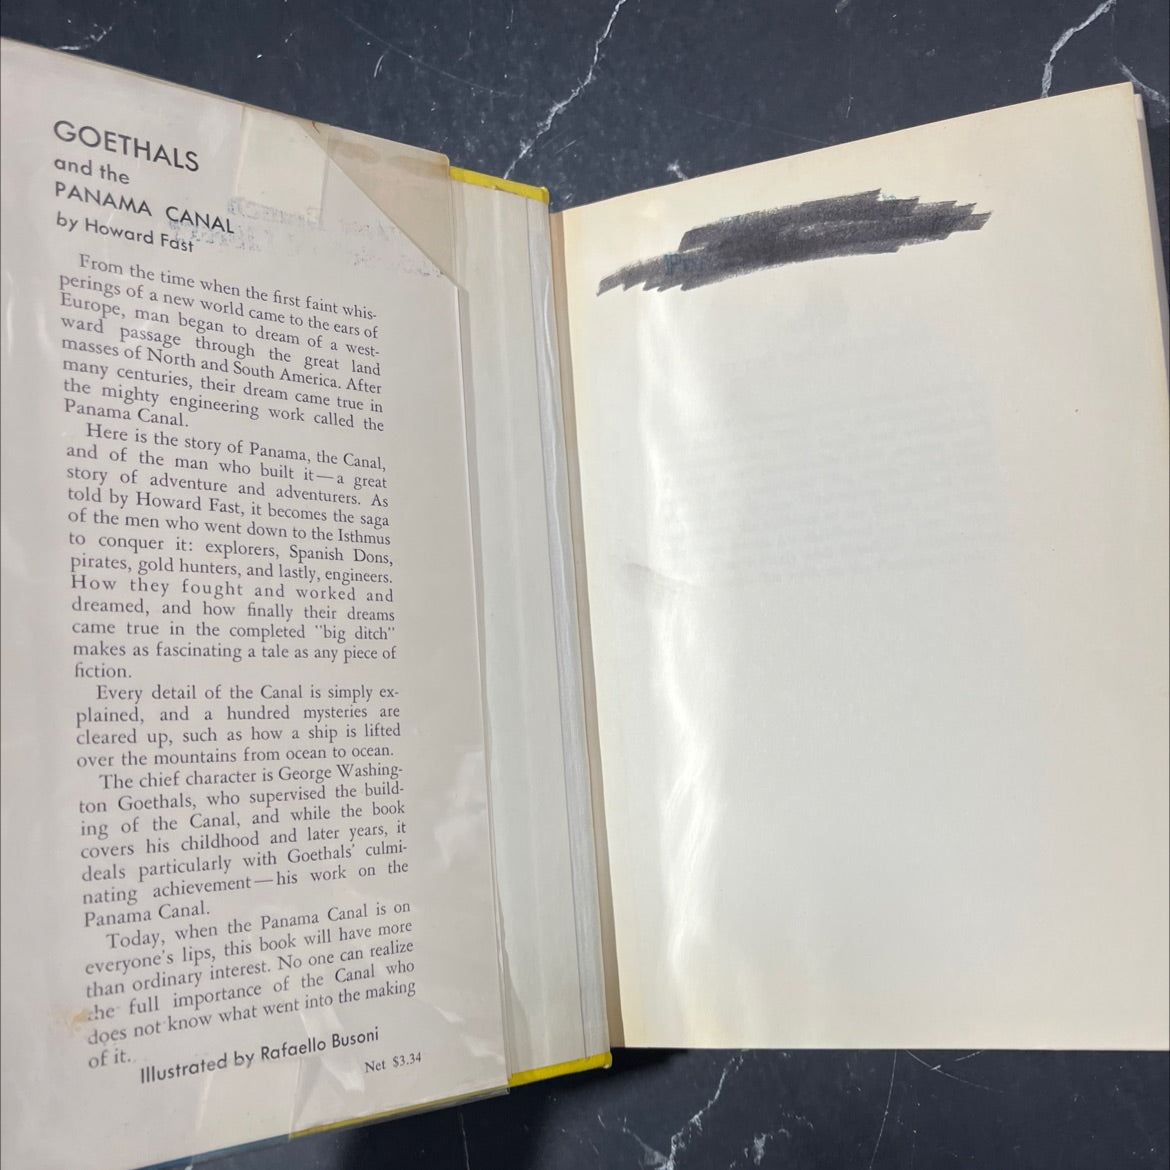 GOETHALS
and the
PANAMA CANAL
by Howard Fast
From the time when the first faint whis-
perings of a new world came to the ears of
Europe, man began to dream of a west-
ward passage through the great land
masses of North and South America. After
many centuries, their dream came true in
the mighty engineering work called the
Panama Canal.
Here is the story of Panama, the Canal,
and of the man who built it—a great
story of adventure and adventurers. As
told by Howard Fast, it becomes the saga
of the men who went down to the Isthmus
to conquer it: explorers, Spanish Dons,
pirates, gold hunters, and lastly, engineers.
How they fought and worked and
dreamed, and how finally their dreams
came true in the completed "big ditch"
makes as fascinating a tale as any piece of
fiction.
Every detail of the Canal is simply ex-
plained, and a hundred mysteries are
cleared up, such as how a ship is lifted
over the mountains from ocean to ocean.
The chief character is George Washing-
ton Goethals, who supervised the build-
ing of the Canal, and while the book
covers his childhood and later years, it
deals particularly with Goethals' culmi-
nating achievement—his work on the
Panama Canal.
Today, when the Panama Canal is on
everyone's lips, this book will have more
than ordinary interest. No one can realize
the full importance of the Canal who
does not know what went into the making
of it.
Illustrated by Rafaello Busoni
Net $3.34